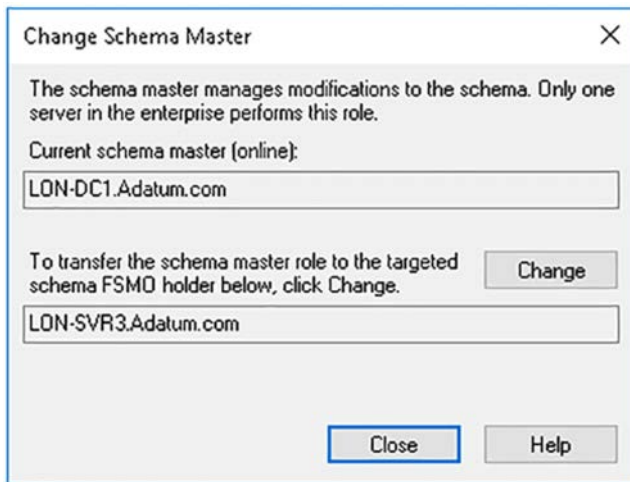 Change Schema Master
The schema master manages modifications to the schema. Only one
server in the enterprise performs this role.
Current schema master (online):
LON-DC1.Adatum.com
To transfer the schema master role to the targeted
schema FSMO holder below, click Change.
Change
LON-SVR3.Adatum.com
Close
Help